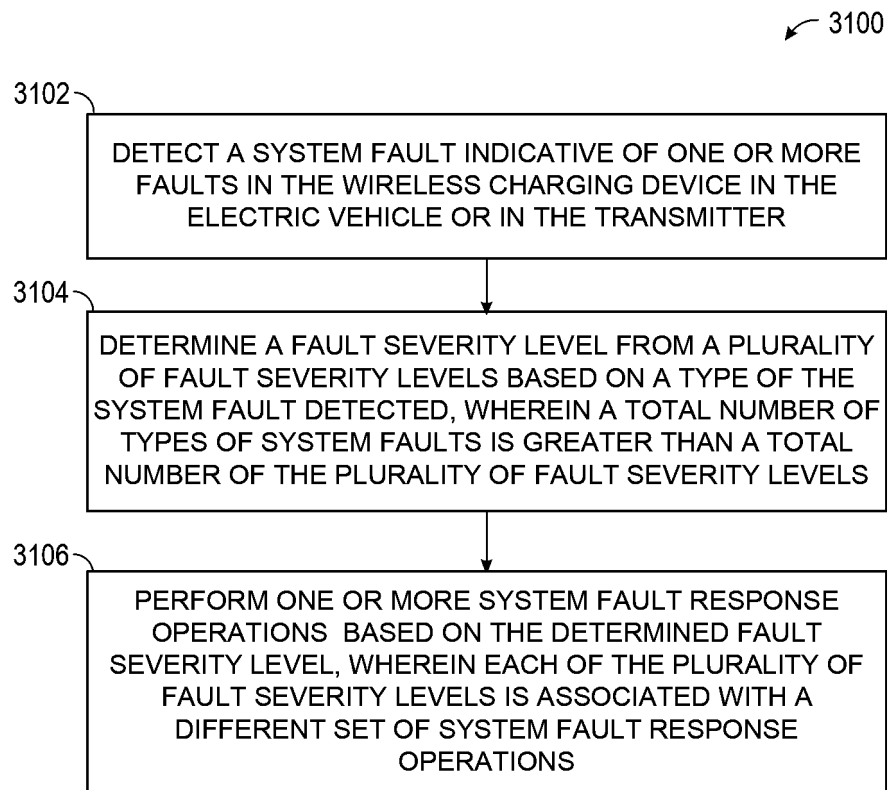 3100
3102
DETECT A SYSTEM FAULT INDICATIVE OF ONE OR MORE
FAULTS IN THE WIRELESS CHARGING DEVICE IN THE
ELECTRIC VEHICLE OR IN THE TRANSMITTER
3104
DETERMINE A FAULT SEVERITY LEVEL FROM A PLURALITY
OF FAULT SEVERITY LEVELS BASED ON A TYPE OF THE
SYSTEM FAULT DETECTED, WHEREIN A TOTAL NUMBER OF
TYPES OF SYSTEM FAULTS IS GREATER THAN A TOTAL
NUMBER OF THE PLURALITY OF FAULT SEVERITY LEVELS
3106
PERFORM ONE OR MORE SYSTEM FAULT RESPONSE
OPERATIONS BASED ON THE DETERMINED FAULT
SEVERITY LEVEL, WHEREIN EACH OF THE PLURALITY OF
FAULT SEVERITY LEVELS IS ASSOCIATED WITH A
DIFFERENT SET OF SYSTEM FAULT RESPONSE
OPERATIONS